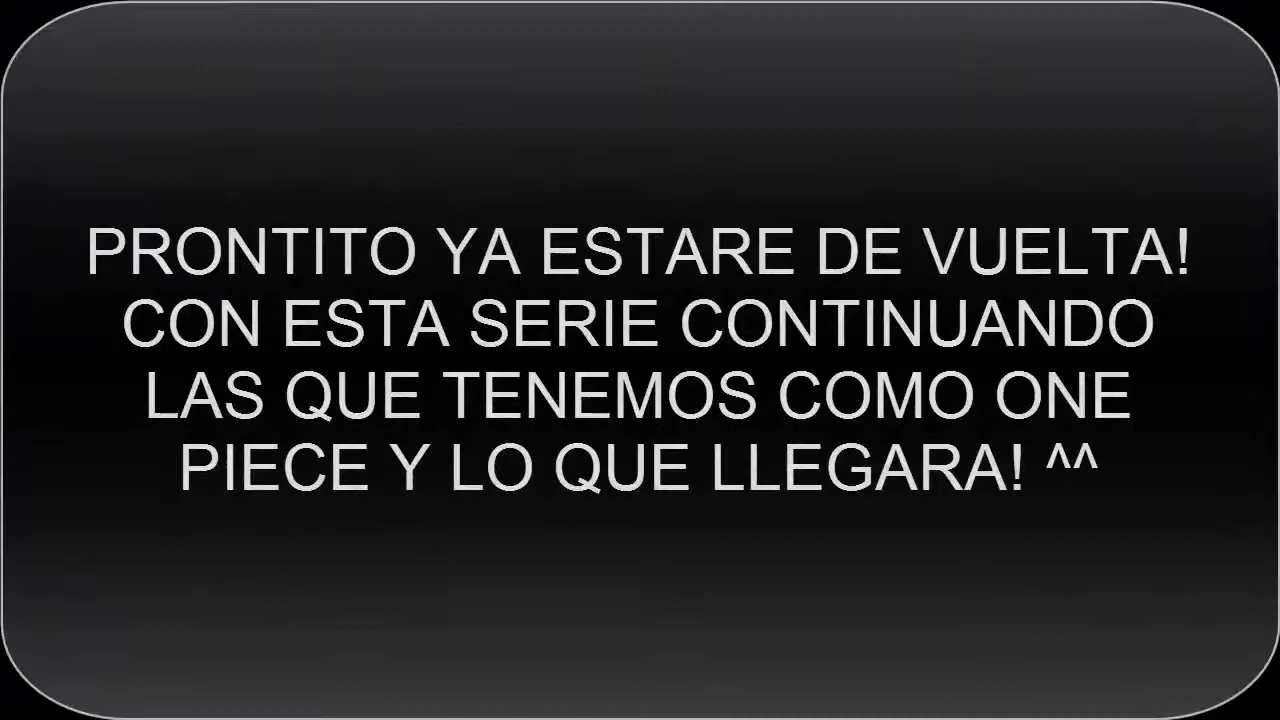 PRONTITO YA ESTARE DE VUELTA!
CON ESTA SERIE CONTINUANDO
LAS QUE TENEMOS COMO ONE
PIECE Y LO QUE LLEGARA! ^^